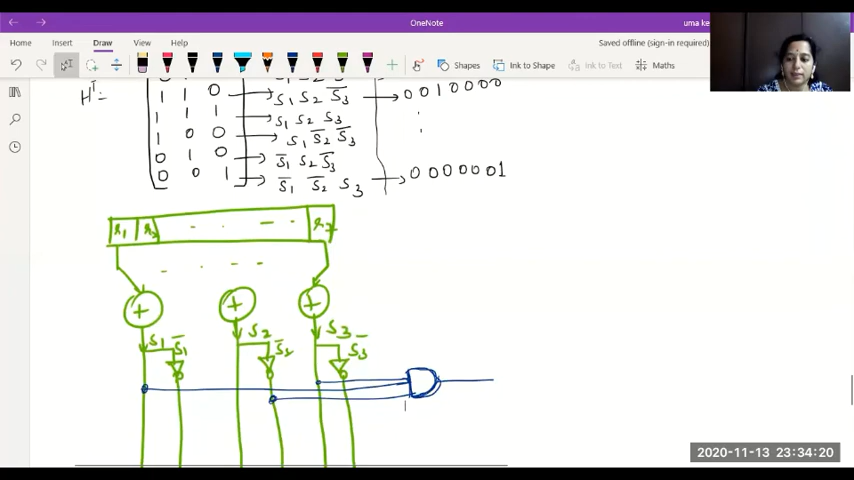 OneNote
uma ke
Home Insert Draw View Help
Saved offline (sign-in required)
Shapes Ink to Shape Ink to Text Maths
Hᵀ=
1 1 0 → S₁ S₂ S̅₃ → 0 0 1 0 0 0 0
1 1 1 → S₁ S₂ S₃
1 0 0 → S₁ S̅₂ S̅₃
0 1 0 → S̅₁ S₂ S̅₃
0 0 1 → S̅₁ S̅₂ S₃ → 0 0 0 0 0 0 1
r₁ r₂ . . – . . r₇
+ + +
S₁ S̅₁ S₂ S̅₂ S₃ S̅₃
2020-11-13 23:34:20